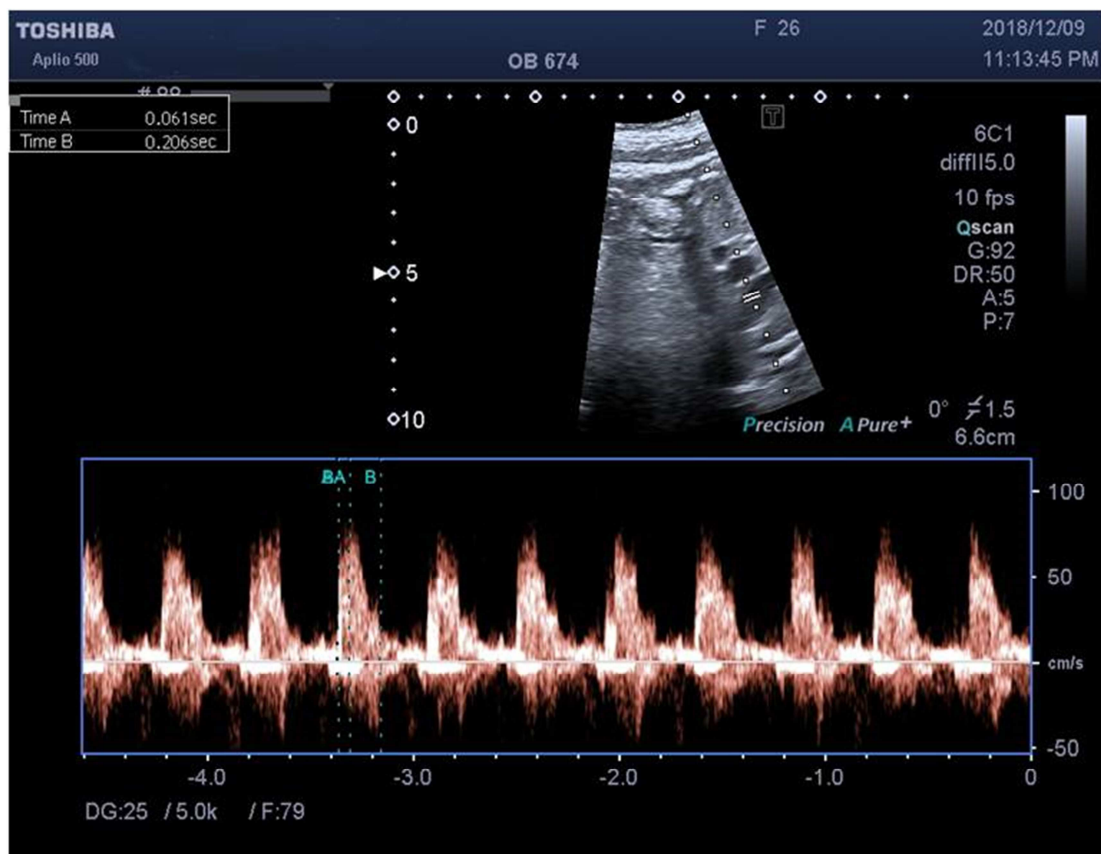 TOSHIBA F 26 2018/12/09
Aplio 500 OB 674 11:13:45 PM
Time A 0.061sec
Time B 0.206sec
0
5
10
T
6C1
diffII5.0
10 fps
Qscan
G:92
DR:50
A:5
P:7
0° 1.5
6.6cm
Precision A Pure+
A B
100
50
cm/s
-50
-4.0 -3.0 -2.0 -1.0 0
DG:25 / 5.0k / F:79